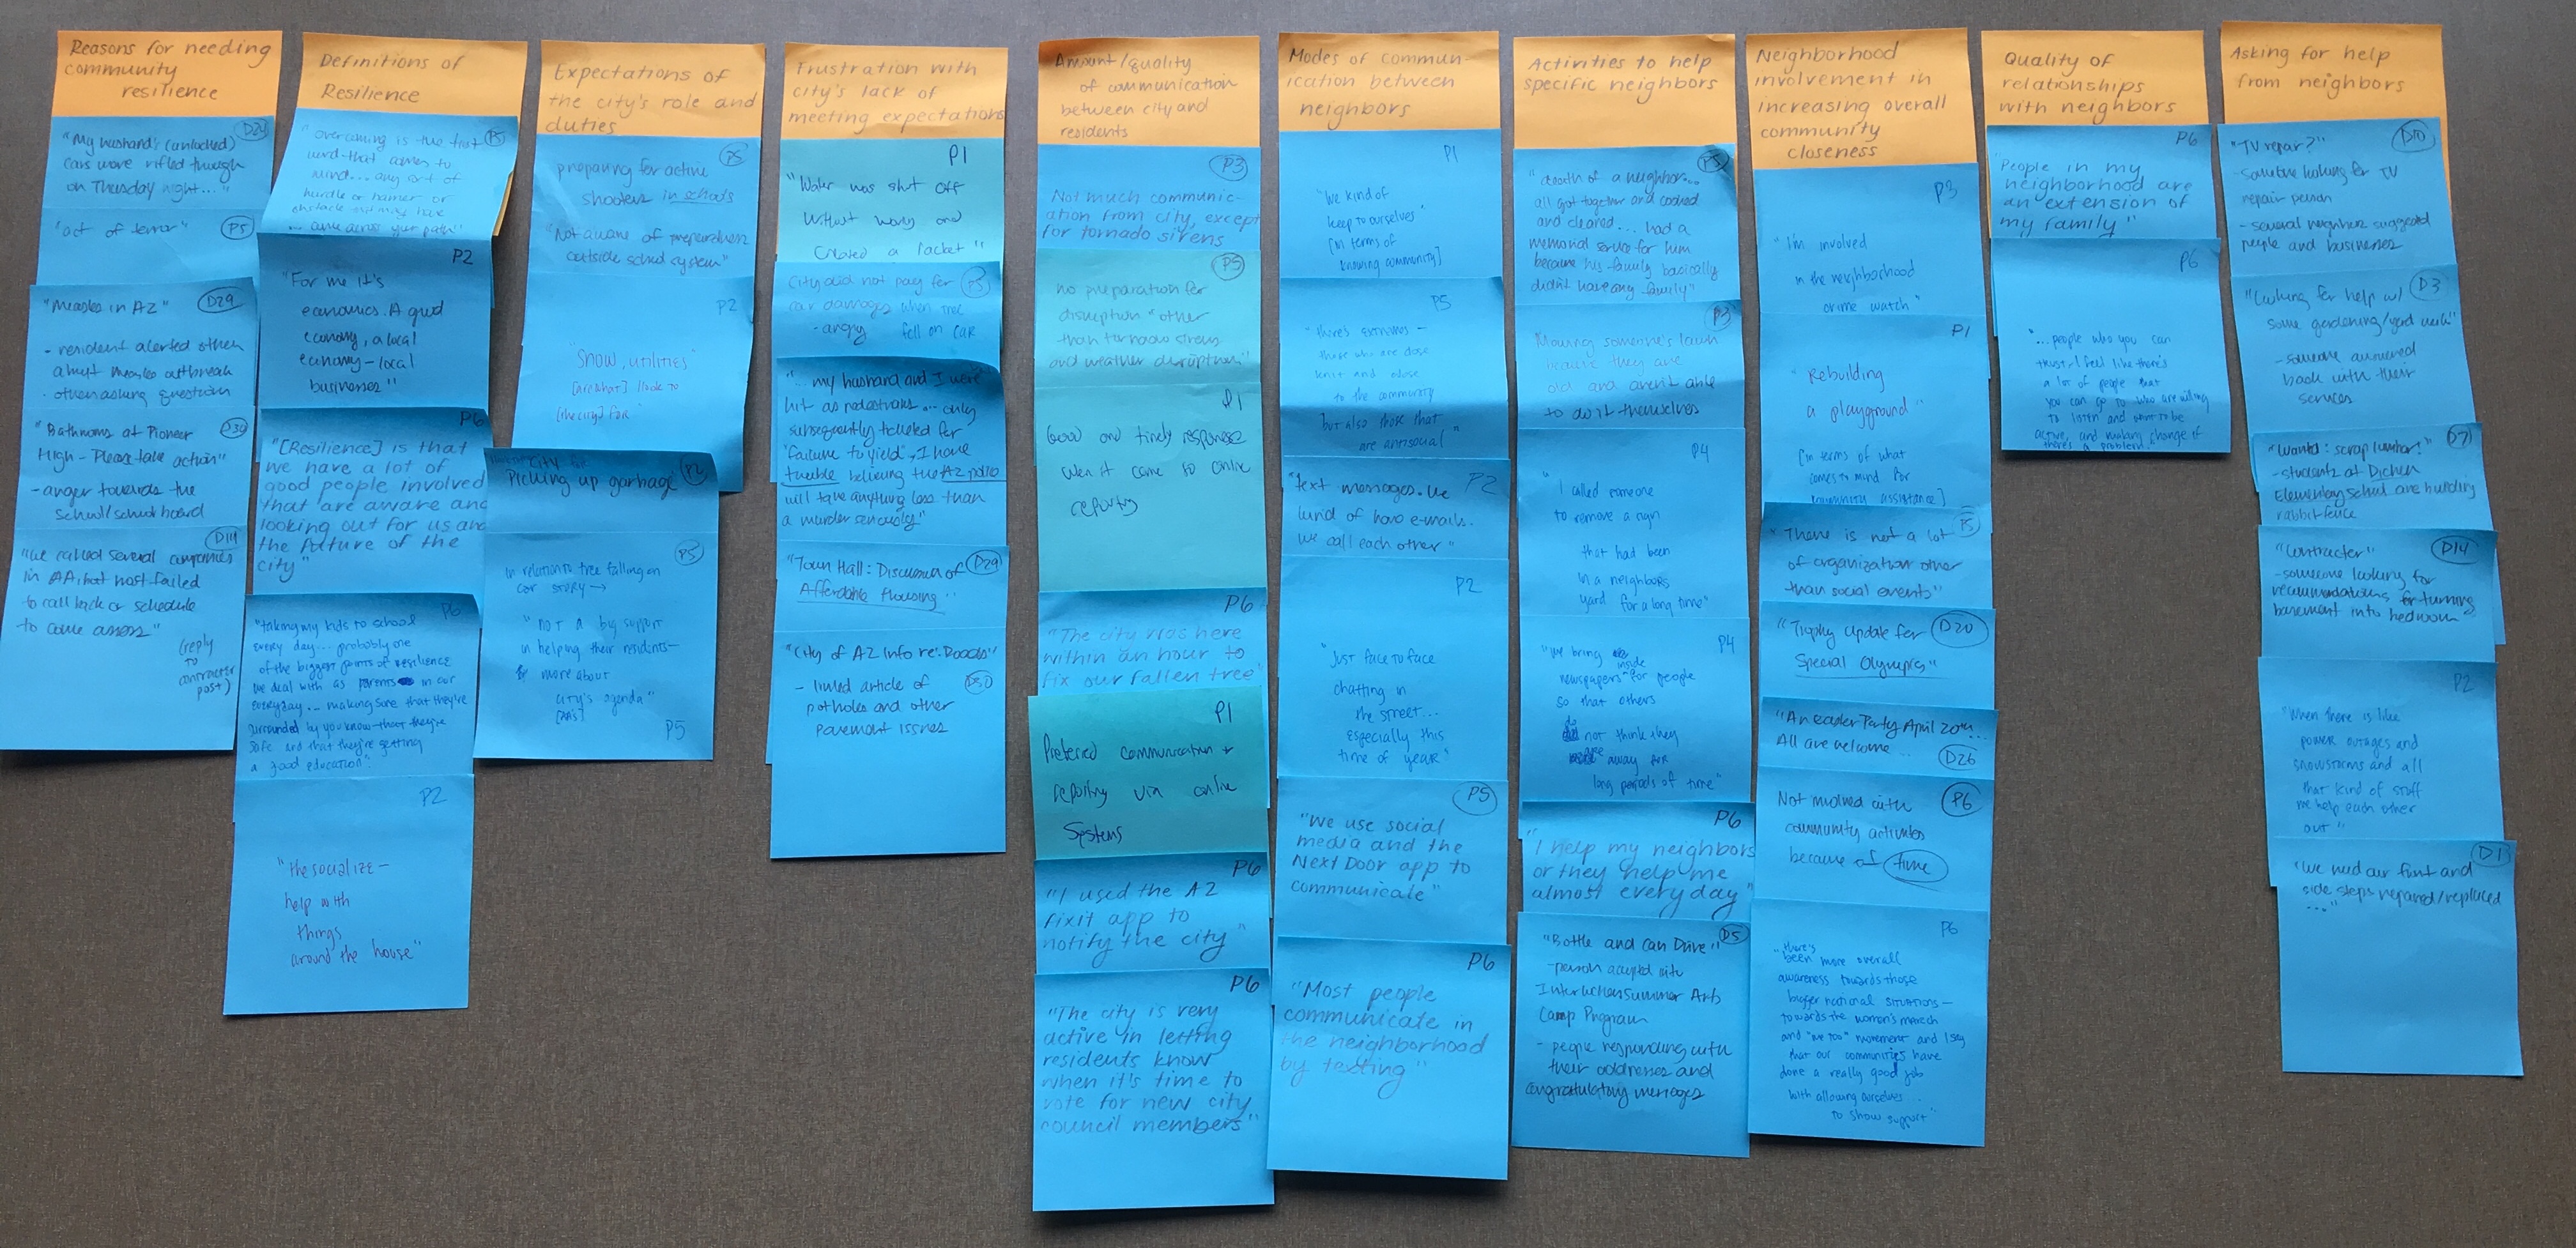 Reasons for needing
community
resilience
D24
"My husband's (unlocked)
cars were rifled through
on Thursday night..."
"act of terror"
P5
"Measles in A2"
D29
- resident alerted others
about measles outbreak
- others asking questions
"Bathrooms at Pioneer
High - Please take action"
- anger towards the
school/school board
D14
"We called several companies
in AA, but most failed
to call back or schedule
to come assess"
(reply
to
contractor
post)
Definitions of
Resilience
"overcoming is the first
P5
word that comes to
mind... any sort of
hurdle or barrier or
obstacle that may have
... came across your path"
P2
"For me it's
economics. A good
economy, a local
economy - local
businesses"
P6
"[Resilience] is that
we have a lot of
good people involved
that are aware and
looking out for us and
the future of the
city"
P6
"taking my kids to school
every day... probably one
of the biggest points of resilience
we deal with as parents in our
everyday... making sure that they're
surrounded by you know that they're
safe and that they're getting
a good education"
P2
"the socialize -
help with
things
around the house"
Expectations of
the city's role and
duties
P5
preparing for active
shooters in schools
"Not aware of preparedness
outside school system"
P2
"Snow, utilities"
[are what] I look to
[the city] for
city for
Picking up garbage
P2
P5
In relation to tree falling on
car story →
"not a big support
in helping their residents -
more about
city's agenda"
[AA's]
P5
Frustration with
city's lack of
meeting expectations
P1
"Water was shut off
without warning and
created a racket"
City did not pay for
P3
car damages when tree
- angry fell on car
"... my husband and I were
hit as pedestrians... only
subsequently ticketed for
"failure to yield", I have
trouble believing the A2 police
will take anything less than
a murder seriously"
"Town Hall: Discussion of
D29
Affordable Housing..."
"City of A2 Info re: Roads"
- linked article of
D30
potholes and other
pavement issues
Amount/quality
of communication
between city and
residents
P3
Not much communic-
ation from city, except
for tornado sirens
P5
no preparation for
disruption "other
than tornado sirens
and weather disruption"
P1
Good and timely response
when it came to online
reporting
P6
"The city was here
within an hour to
fix our fallen tree"
P1
Preferred communication +
reporting via online
systems
P6
"I used the A2
fixit app to
notify the city"
P6
"The city is very
active in letting
residents know
when it's time to
vote for new city
council members"
Modes of commun-
ication between
neighbors
P1
"We kind of
keep to ourselves"
[in terms of
knowing community]
P5
"there's extremes -
those who are close
knit and close
to the community
but also those that
are antisocial"
P2
"text messages. We
kind of have e-mails.
We call each other"
P2
"Just face to face
chatting in
the street...
especially this
time of year"
P5
"We use social
media and the
Next Door app to
communicate"
P6
"Most people
communicate in
the neighborhood
by texting"
Activities to help
specific neighbors
P5
"death of a neighbor...
all got together and cooked
and cleaned... had a
memorial service for him
because his family basically
didn't have any family"
P3
Mowing someone's lawn
because they are
old and aren't able
to do it themselves
P4
"I called someone
to remove a sign
that had been
in a neighbors
yard for a long time"
P4
"We bring
inside
newspapers for people
so that others
do not think they
are away for
long periods of time"
P6
"I help my neighbors
or they help me
almost everyday"
"Bottle and can Drive"
D5
- person accepted into
Interlochen Summer Arts
Camp Program
- people responding with
their addresses and
congratulatory messages
Neighborhood
involvement in
increasing overall
community
closeness
P3
"I'm involved
in the neighborhood
crime watch"
P1
"Rebuilding
a playground"
[in terms of what
comes to mind for
community assistance]
"There is not a lot
P5
of organization other
than social events"
"Trophy Update for
D20
Special Olympics"
"An easter Party April 20th...
All are welcome...
D26
Not involved with
P6
community activities
because of time
P6
"there's
been more overall
awareness towards those
bigger national situations -
towards the women's march
and "me too" movement and I say
that our communities have
done a really good job
with allowing ourselves...
to show support"
Quality of
relationships
with neighbors
P6
"People in my
neighborhood are
an extension of
my family"
P6
"...people who you can
trust - I feel like there's
a lot of people that
you can go to who are willing
to listen and want to be
active, and making change if
there's a problem"
Asking for help
from neighbors
"TV repair?"
D10
- someone looking for TV
repair person
- several neighbors suggested
people and businesses
"Looking for help w/
D3
some gardening/yard work"
- someone answered
back with their
services
"Wanted: scrap lumber!"
D7
- students at Dicken
Elementary school are building
rabbit fence
"Contractor"
D14
- someone looking for
recommendations for turning
basement into bedroom
P2
"When there is like
power outages and
snowstorms and all
that kind of stuff
we help each other
out"
D1
"We need our front and
side steps repaired/replaced
..."